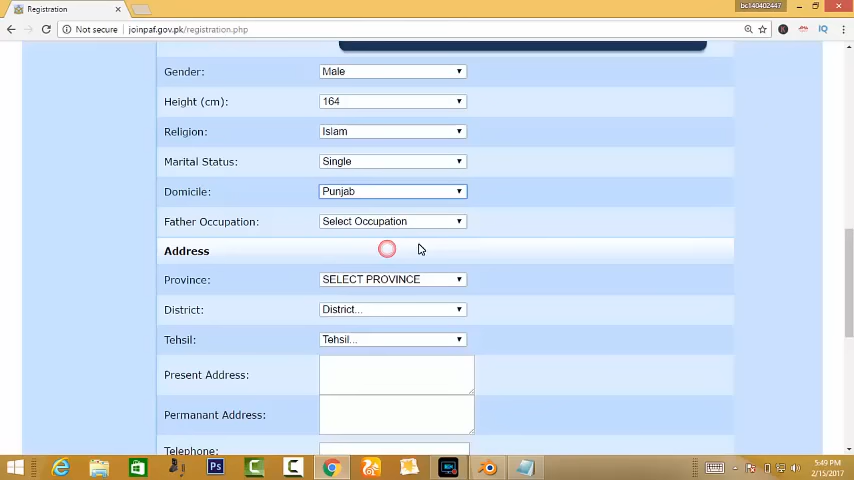 bc140402447
Registration
Not secure | joinpaf.gov.pk/registration.php
Gender: Male
Height (cm): 164
Religion: Islam
Marital Status: Single
Domicile: Punjab
Father Occupation: Select Occupation
Address
Province: SELECT PROVINCE
District: District...
Tehsil: Tehsil...
Present Address:
Permanant Address:
Telephone:
Ps
5:49 PM
2/15/2017